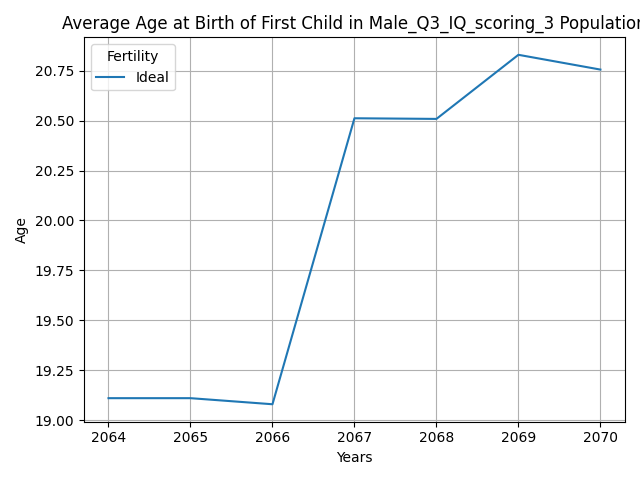 Average Age at Birth of First Child in Male_Q3_IQ_scoring_3 Population
Fertility
Ideal
20.75
20.50
20.25
20.00
19.75
19.50
19.25
19.00
Age
2064 2065 2066 2067 2068 2069 2070
Years